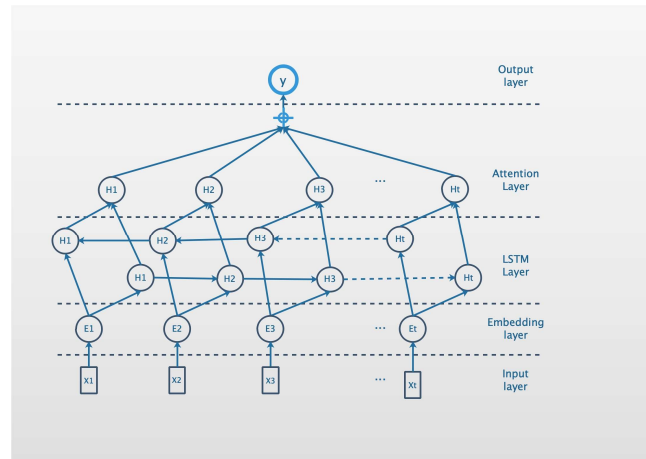 Output
layer
y
Attention
Layer
H1
H2
H3
...
Ht
H1
H2
H3
Ht
LSTM
Layer
H1
H2
H3
Ht
E1
E2
E3
...
Et
Embedding
layer
X1
X2
X3
...
Xt
Input
layer